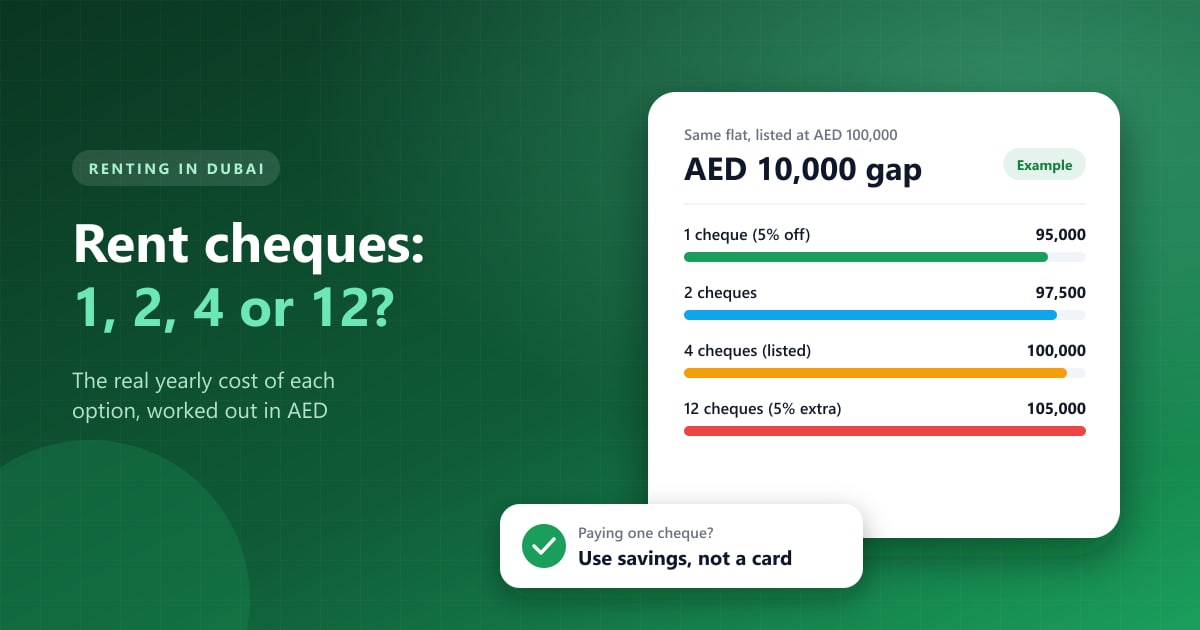 RENTING IN DUBAI
Rent cheques:
1, 2, 4 or 12?
The real yearly cost of each
option, worked out in AED
Same flat, listed at AED 100,000
AED 10,000 gap
Example
1 cheque (5% off) 95,000
2 cheques 97,500
4 cheques (listed) 100,000
12 cheques (5% extra) 105,000
Paying one cheque?
Use savings, not a card